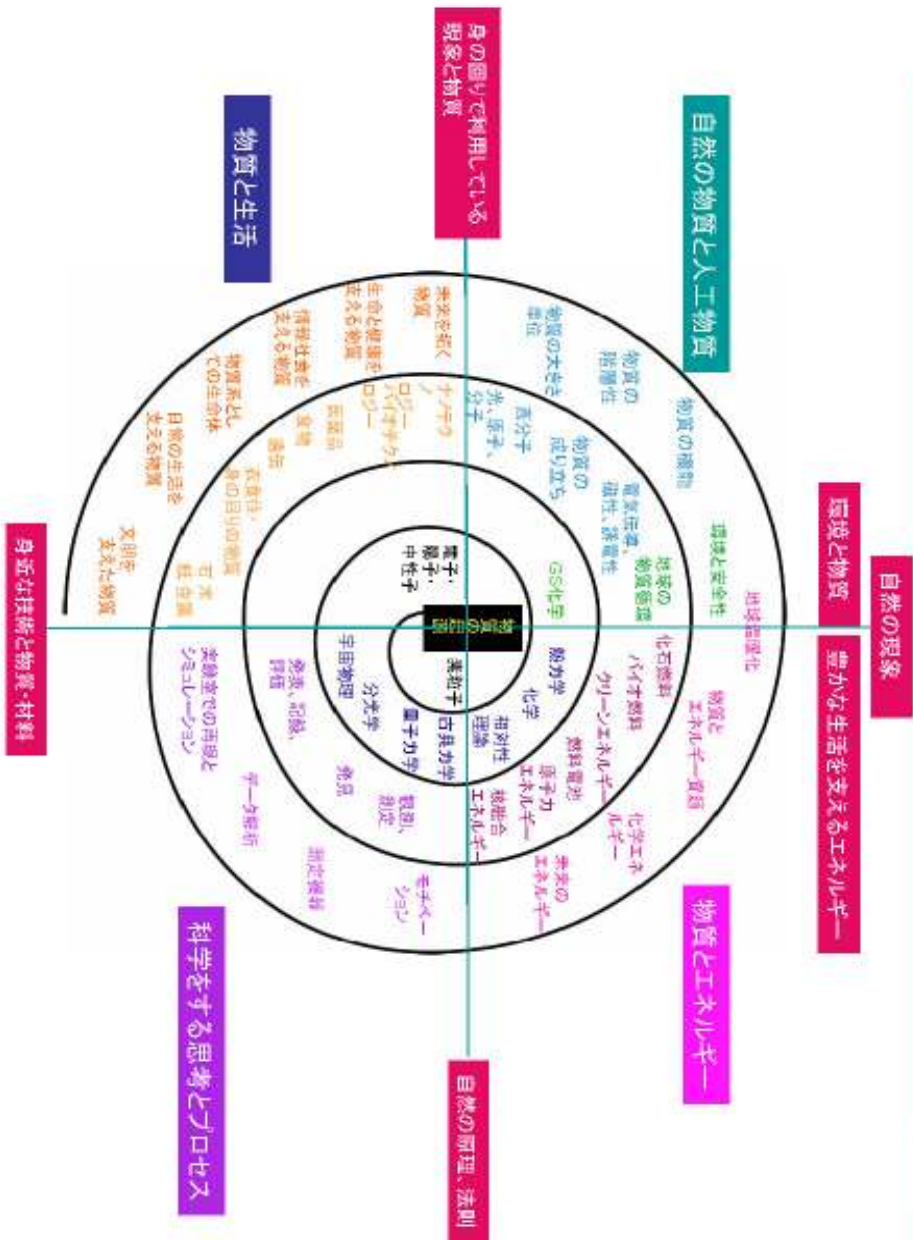 自然の現象
環境と物質
豊かな生活を支えるエネルギー
自然の物質と人工物質
物質とエネルギー
地球温暖化
環境と安全性
物質と
エネルギー資源
物質の機能
物質の
階層性
物質の大きさ
単位
地球の
物質循環
化石燃料
バイオ燃料
クリーンエネルギー
化学エネ
ルギー
電気伝導、
磁性、誘電性
物質の
成り立ち
高分子
光、原子、
分子
GS化学
熱力学
化学
相対性
理論
燃料電池
原子力
エネルギー
核融合
エネルギー
未来の
エネルギー
身の回りで利用している
現象と物質
自然の原理、法則
物質の起源
素粒子
電子・
陽子・
中性子
古典力学
量子力学
分光学
宇宙物理
未来を拓く
物質
生命と健康を
支える物質
情報社会を
支える物質
物質系とし
ての生命体
日常の生活を
支える物質
文明を
支えた物質
ナノテク
ノ
ロジー
バイオテクノ
ロジー
医薬品
食物
遺伝
衣食住・
身の回りの物質
石 木
紙 金属
モチベー
ション
観測、
測定
発見
発表、記録、
評価
測定機器
データ解析
実験室での再現と
シミュレーション
物質と生活
科学をする思考とプロセス
身近な技術と物質・材料